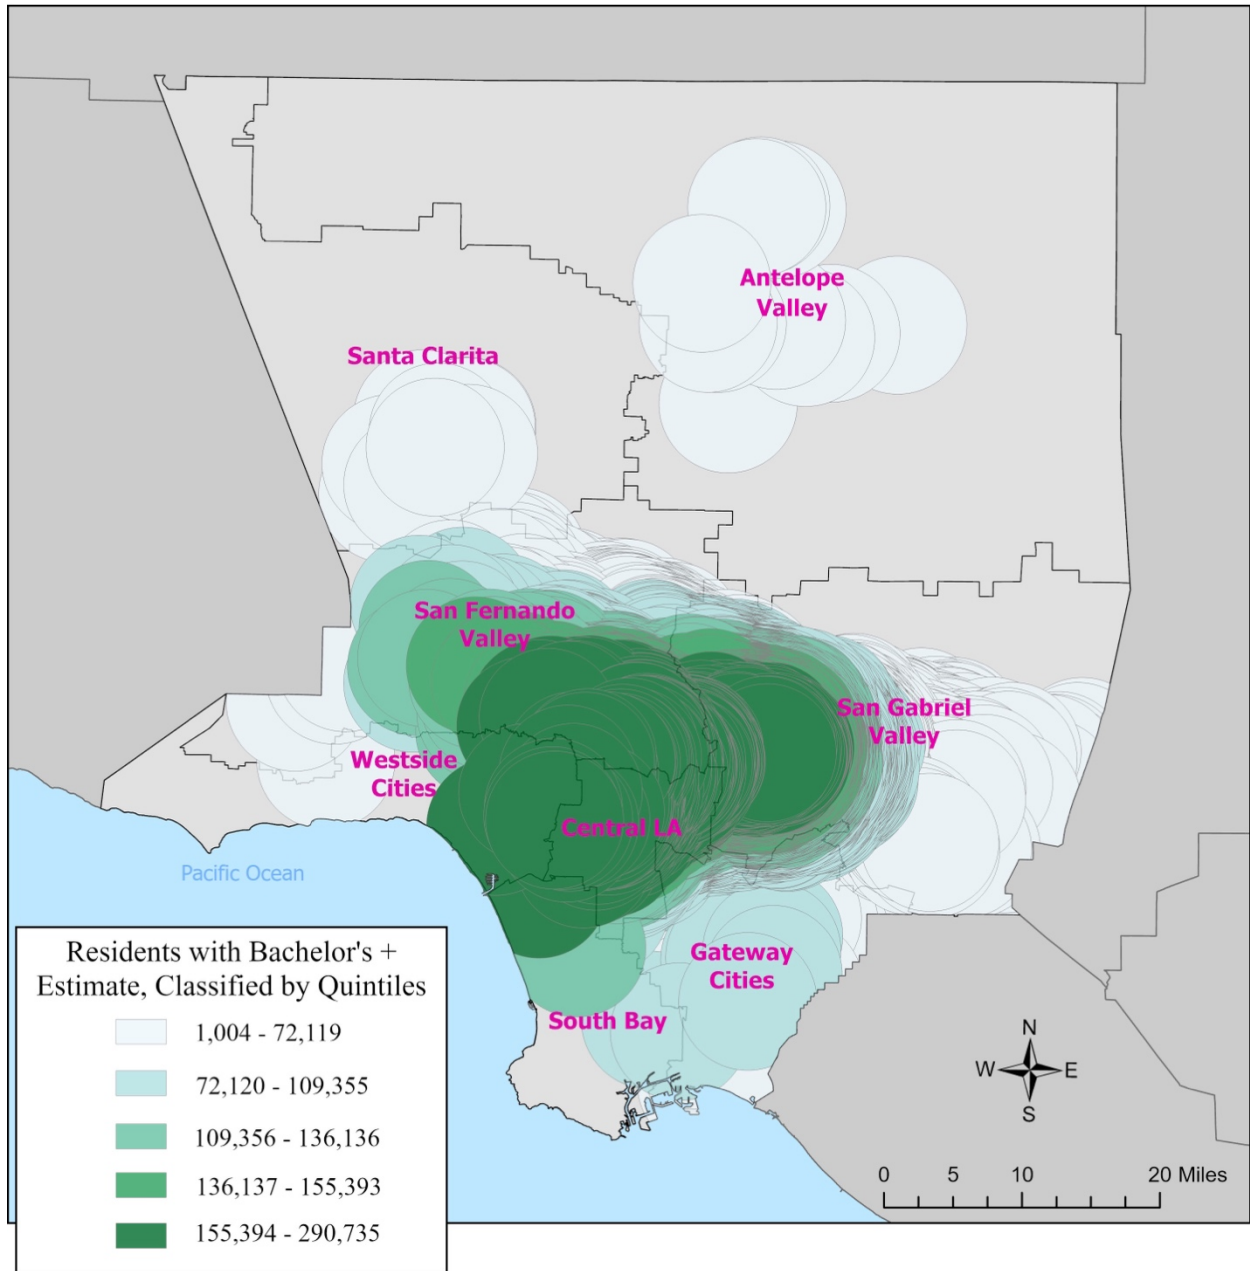 Antelope
Valley
Santa Clarita
San Fernando
Valley
San Gabriel
Valley
Westside
Cities
Central LA
Pacific Ocean
Gateway
Cities
South Bay
Residents with Bachelor's +
Estimate, Classified by Quintiles
1,004 - 72,119
72,120 - 109,355
109,356 - 136,136
136,137 - 155,393
155,394 - 290,735
N
W E
S
0 5 10 20 Miles